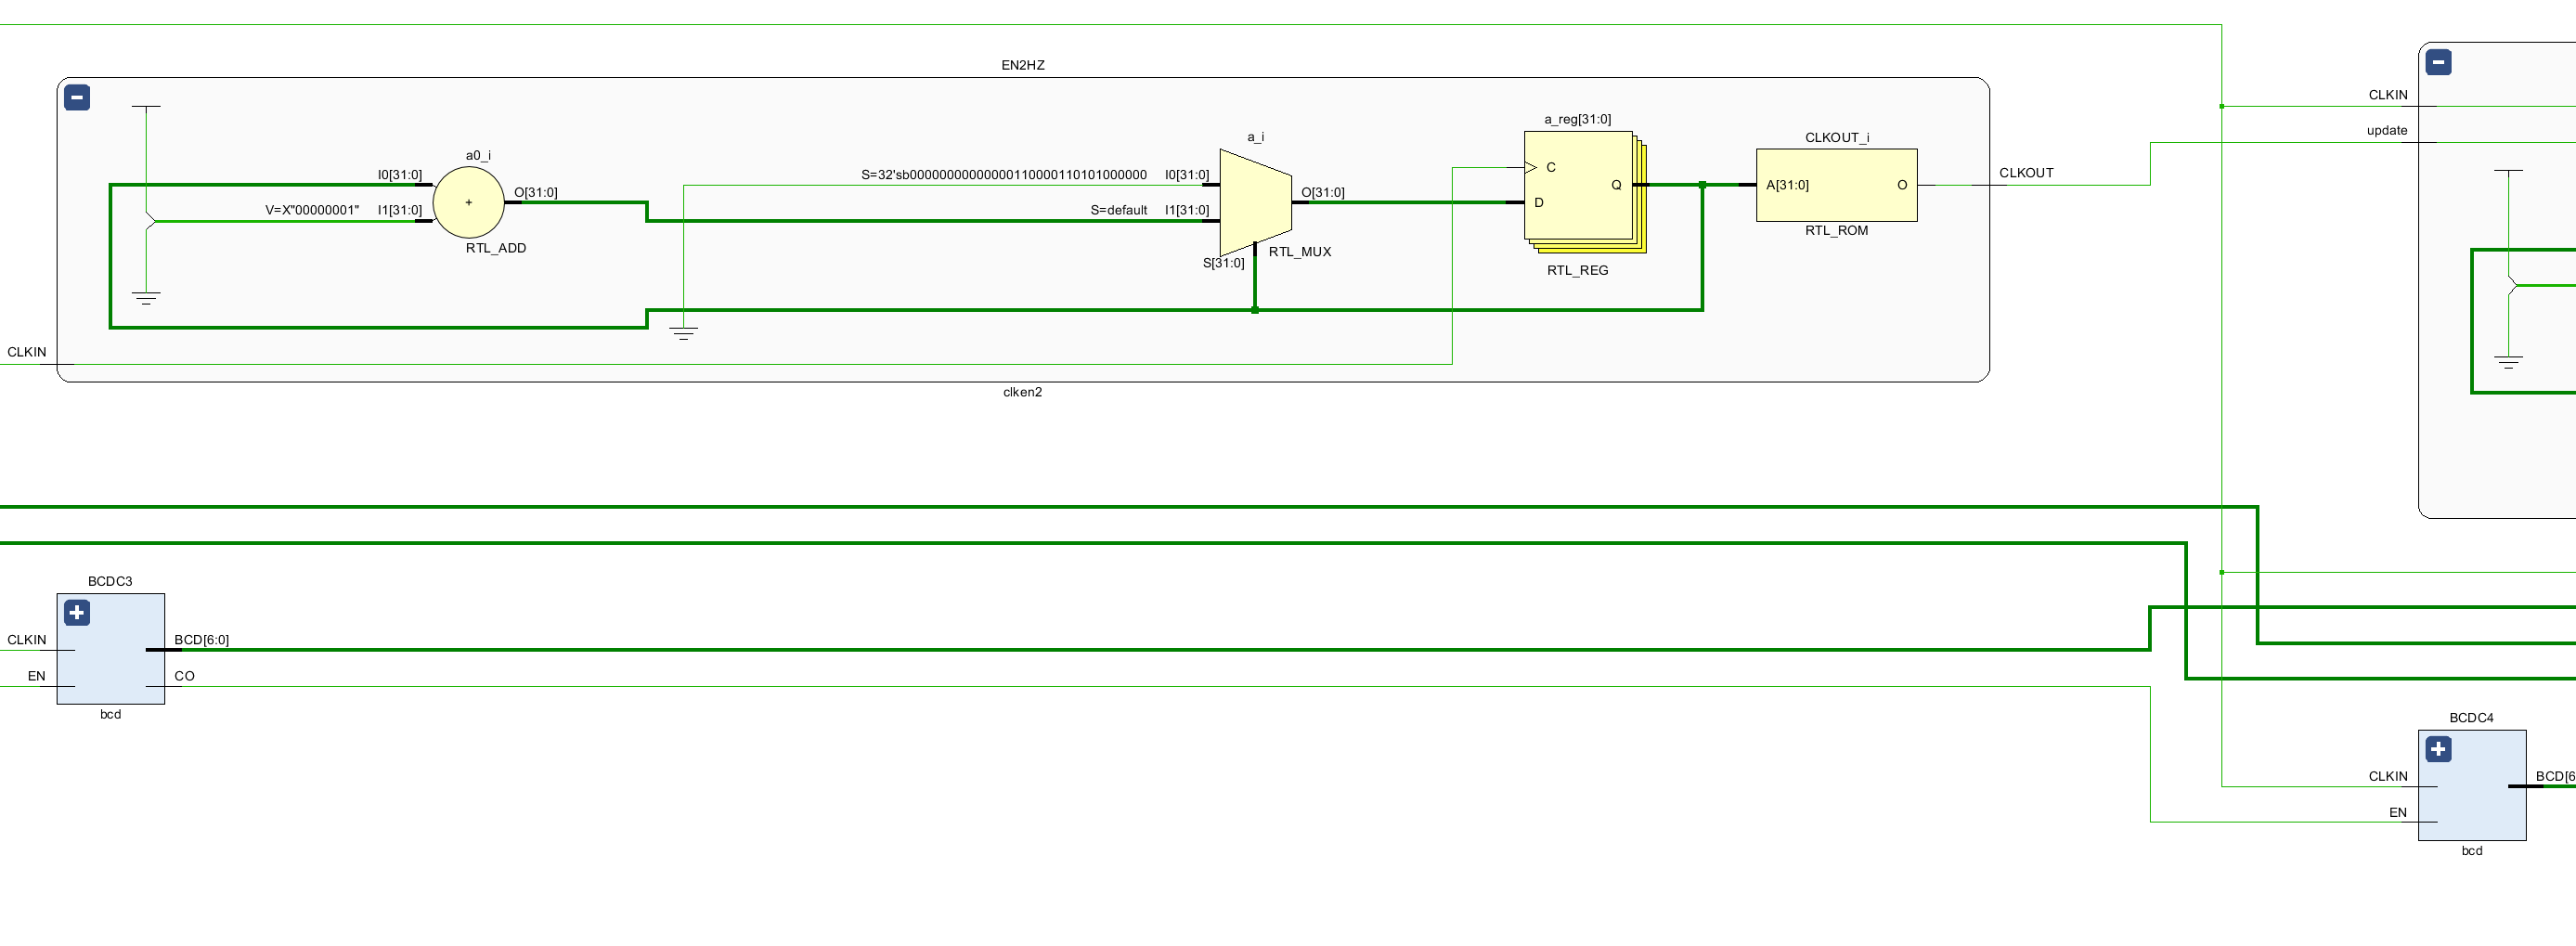 EN2HZ
CLKIN
a_reg[31:0]
update
a_i
CLKOUT_i
a0_i
S=32'sb00000000000000110000110101000000
I0[31:0]
I0[31:0]
C
CLKOUT
O[31:0]
O[31:0]
Q
A[31:0]
O
V=X"00000001"
I1[31:0]
S=default
I1[31:0]
D
+
RTL_ADD
S[31:0]
RTL_MUX
RTL_ROM
RTL_REG
CLKIN
clken2
BCDC3
CLKIN
BCD[6:0]
EN
CO
bcd
BCDC4
CLKIN
BCD[6
EN
bcd